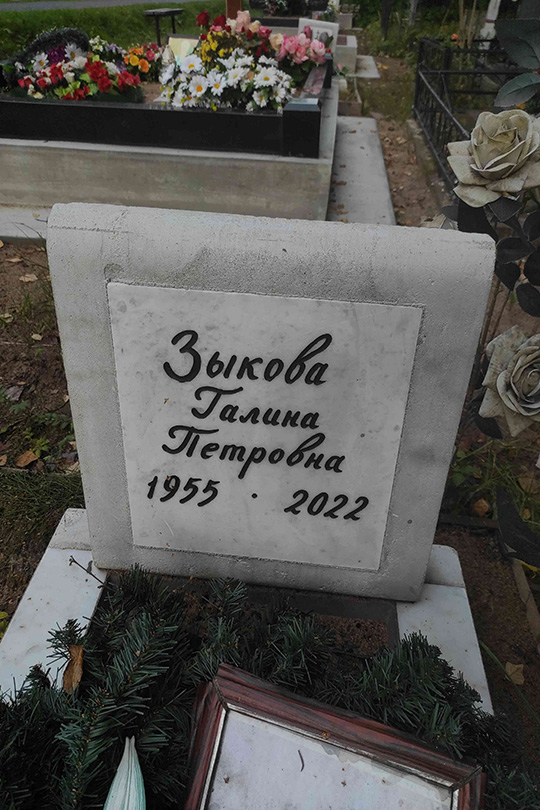 Зыкова
Галина
Петровна
1955 · 2022